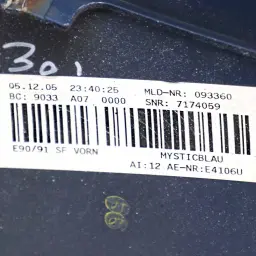 301
05.12.05 23:40:25 MLD-NR: 093360
BC: 9033 A07 0000 SNR: 7174059
E90/91 SF VORN MYSTICBLAU
AI:12 AE-NR:E4106U